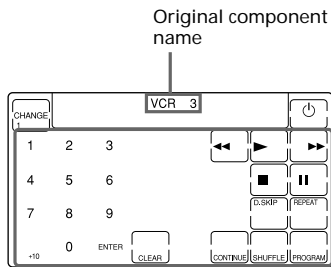 Original component
name
VCR 3
CHANGE
1
1 2 3
4 5 6
D.SKIP REPEAT
7 8 9
0 ENTER
+10 CLEAR CONTINUE SHUFFLE PROGRAM